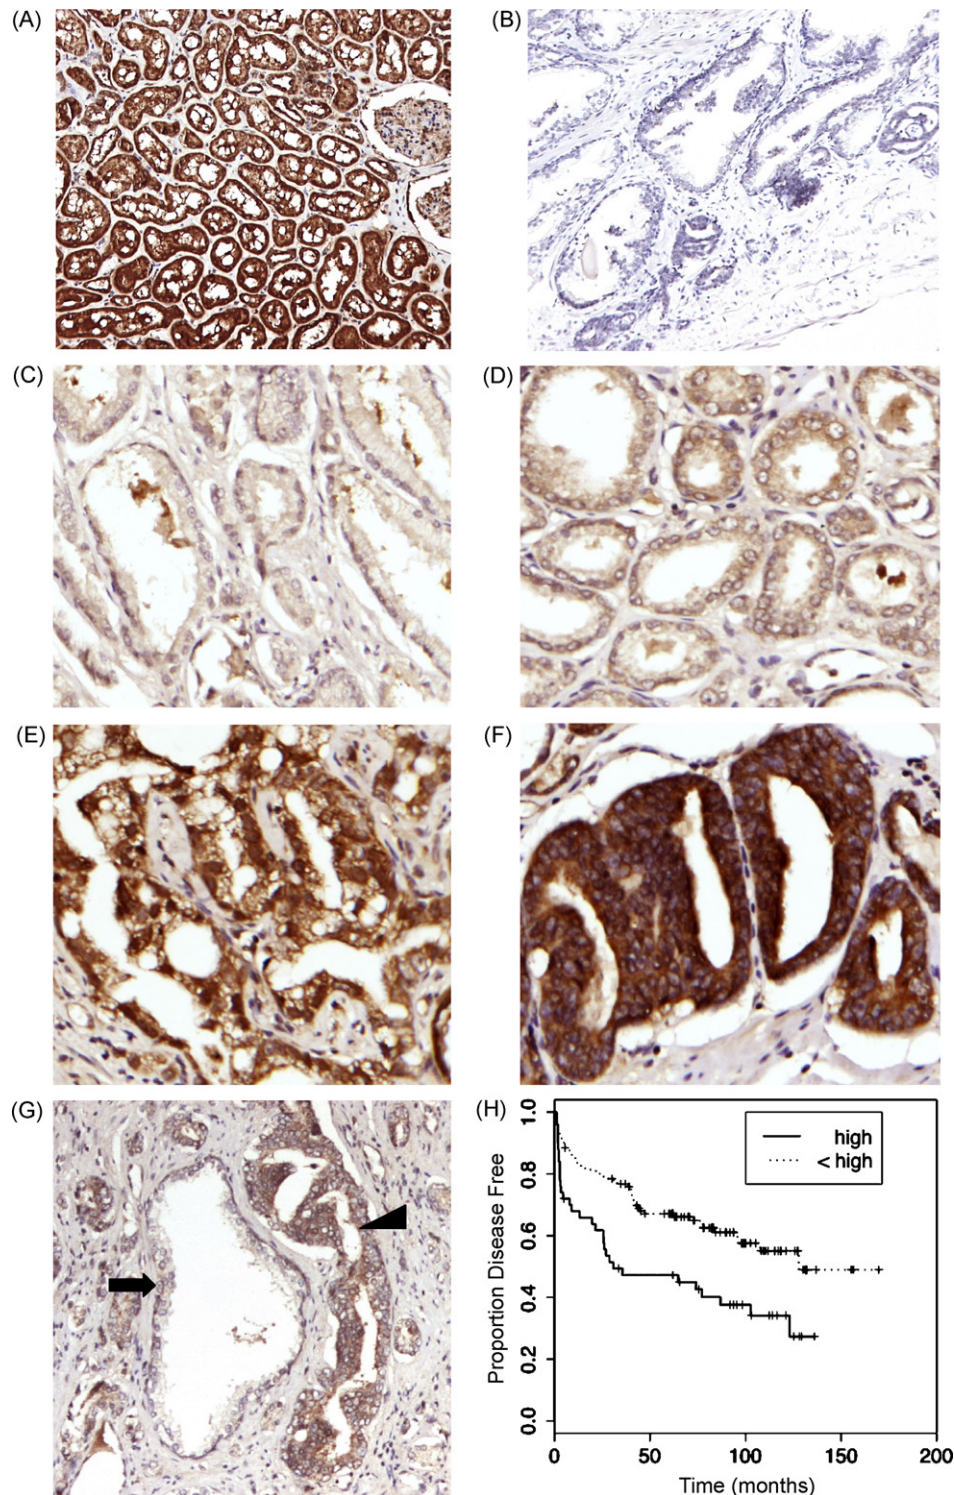 (A)
(B)
(C)
(D)
(E)
(F)
(G)
(H)
high
< high
Proportion Disease Free
1.0
0.8
0.6
0.4
0.2
0.0
0
50
100
150
200
Time (months)